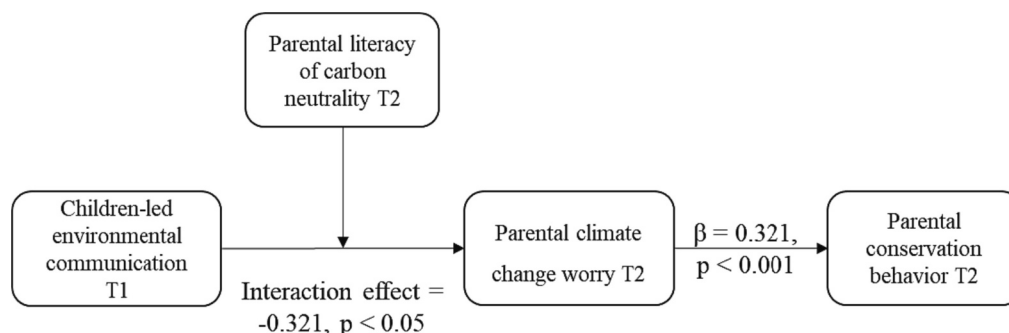 Parental literacy
of carbon
neutrality T2
Children-led
environmental
communication
T1
Interaction effect =
-0.321, p < 0.05
Parental climate
change worry T2
β = 0.321,
p < 0.001
Parental
conservation
behavior T2